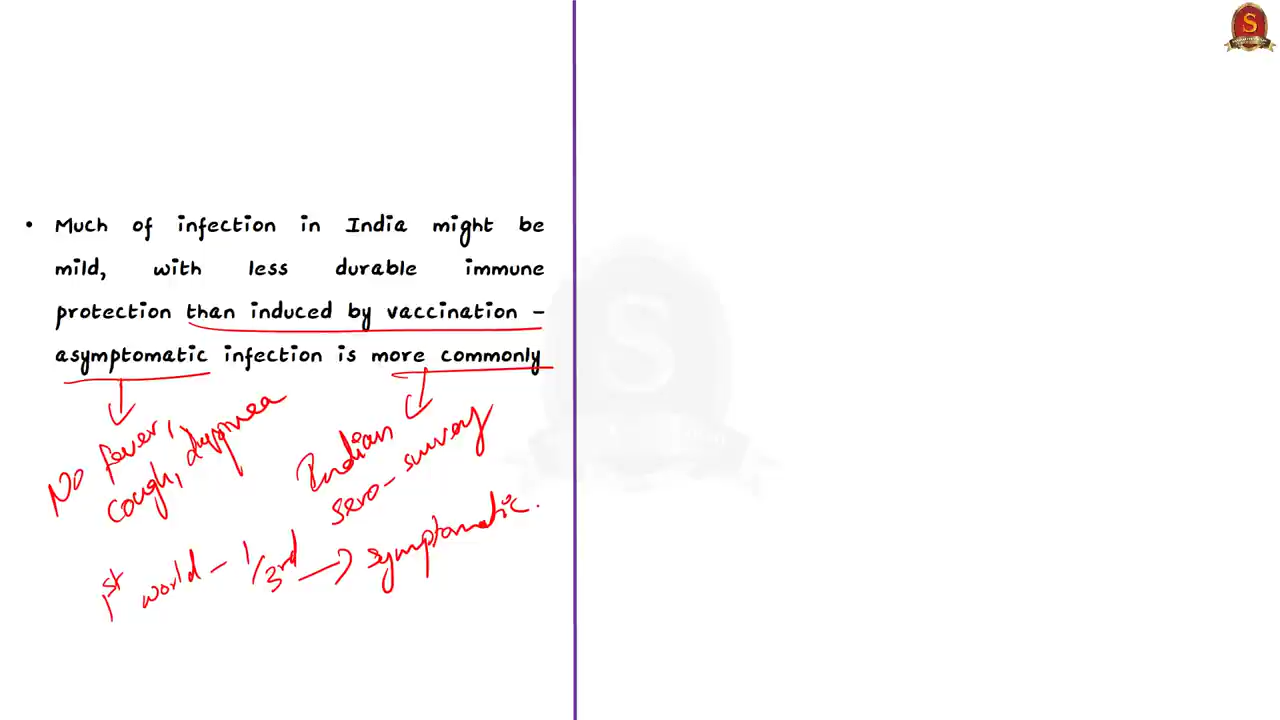 • Much of infection in India might be
mild, with less durable immune
protection than induced by vaccination –
asymptomatic infection is more commonly
No fever,
cough, dyspnea
Indian
sero-survey
1st world – 1/3rd → symptomatic.
S